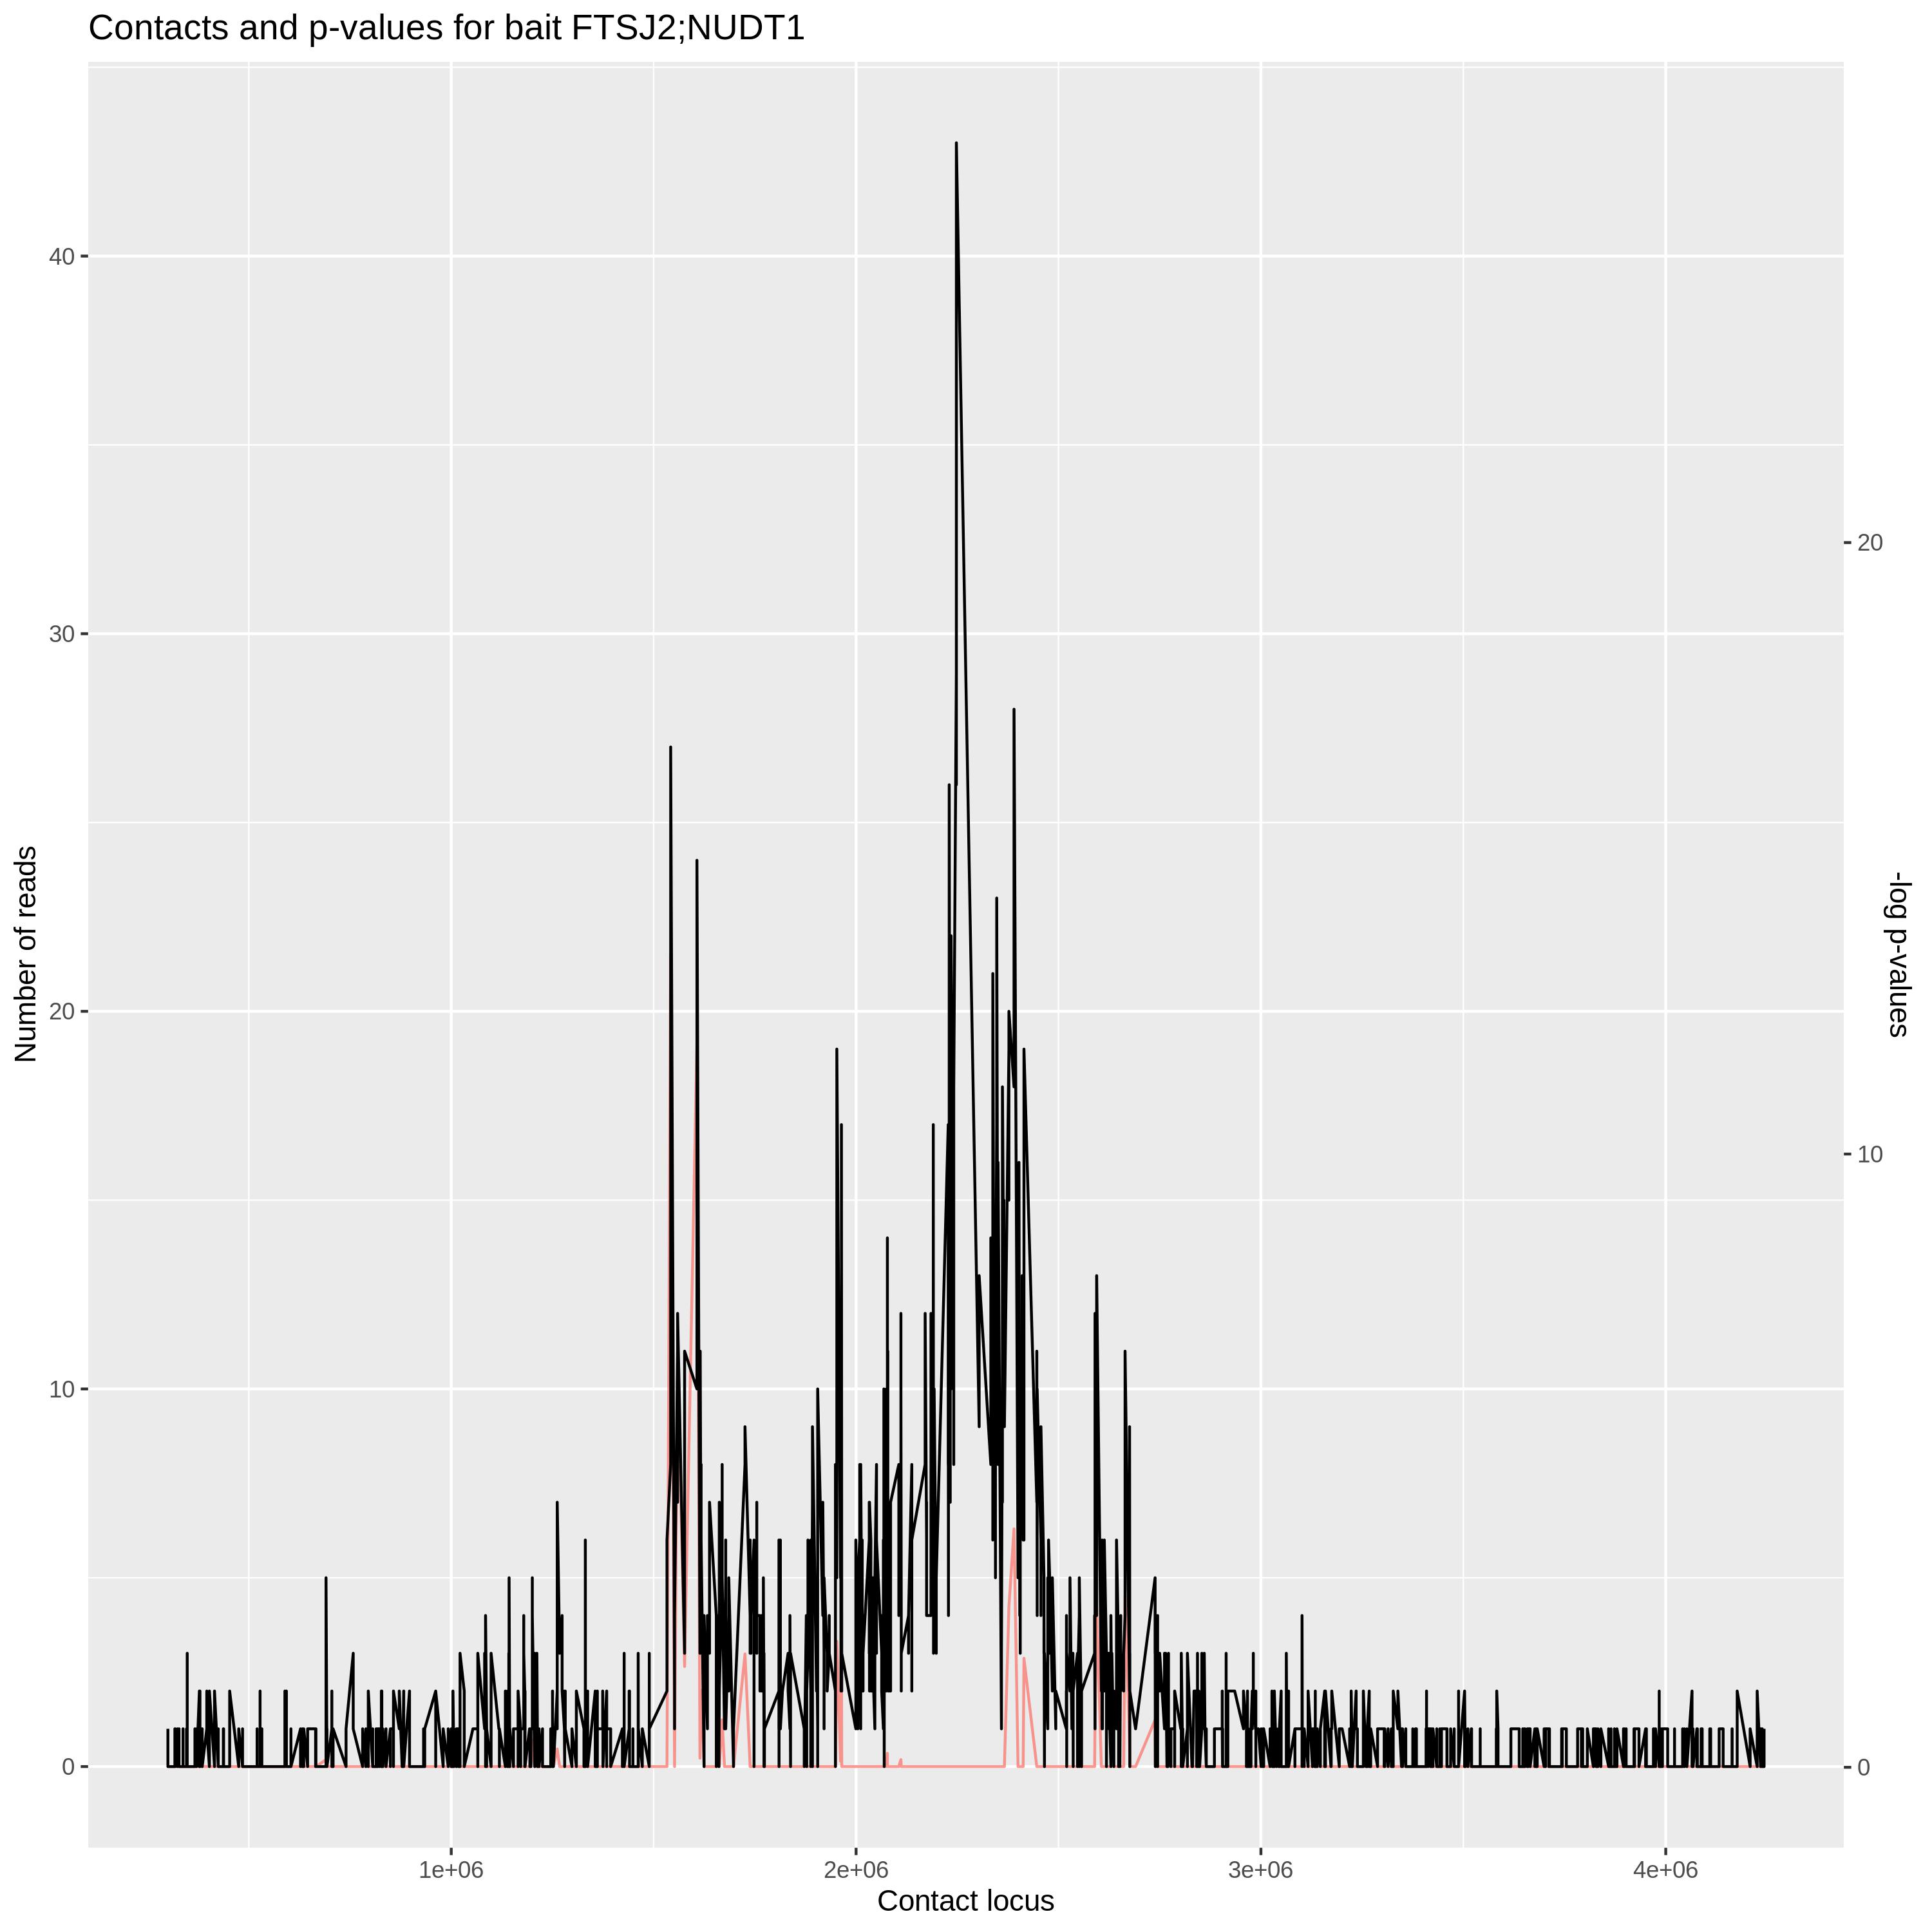 Contacts and p-values for bait FTSJ2;NUDT1
40
30
20
10
0
Number of reads
20
10
0
-log p-values
1e+06
2e+06
3e+06
4e+06
Contact locus